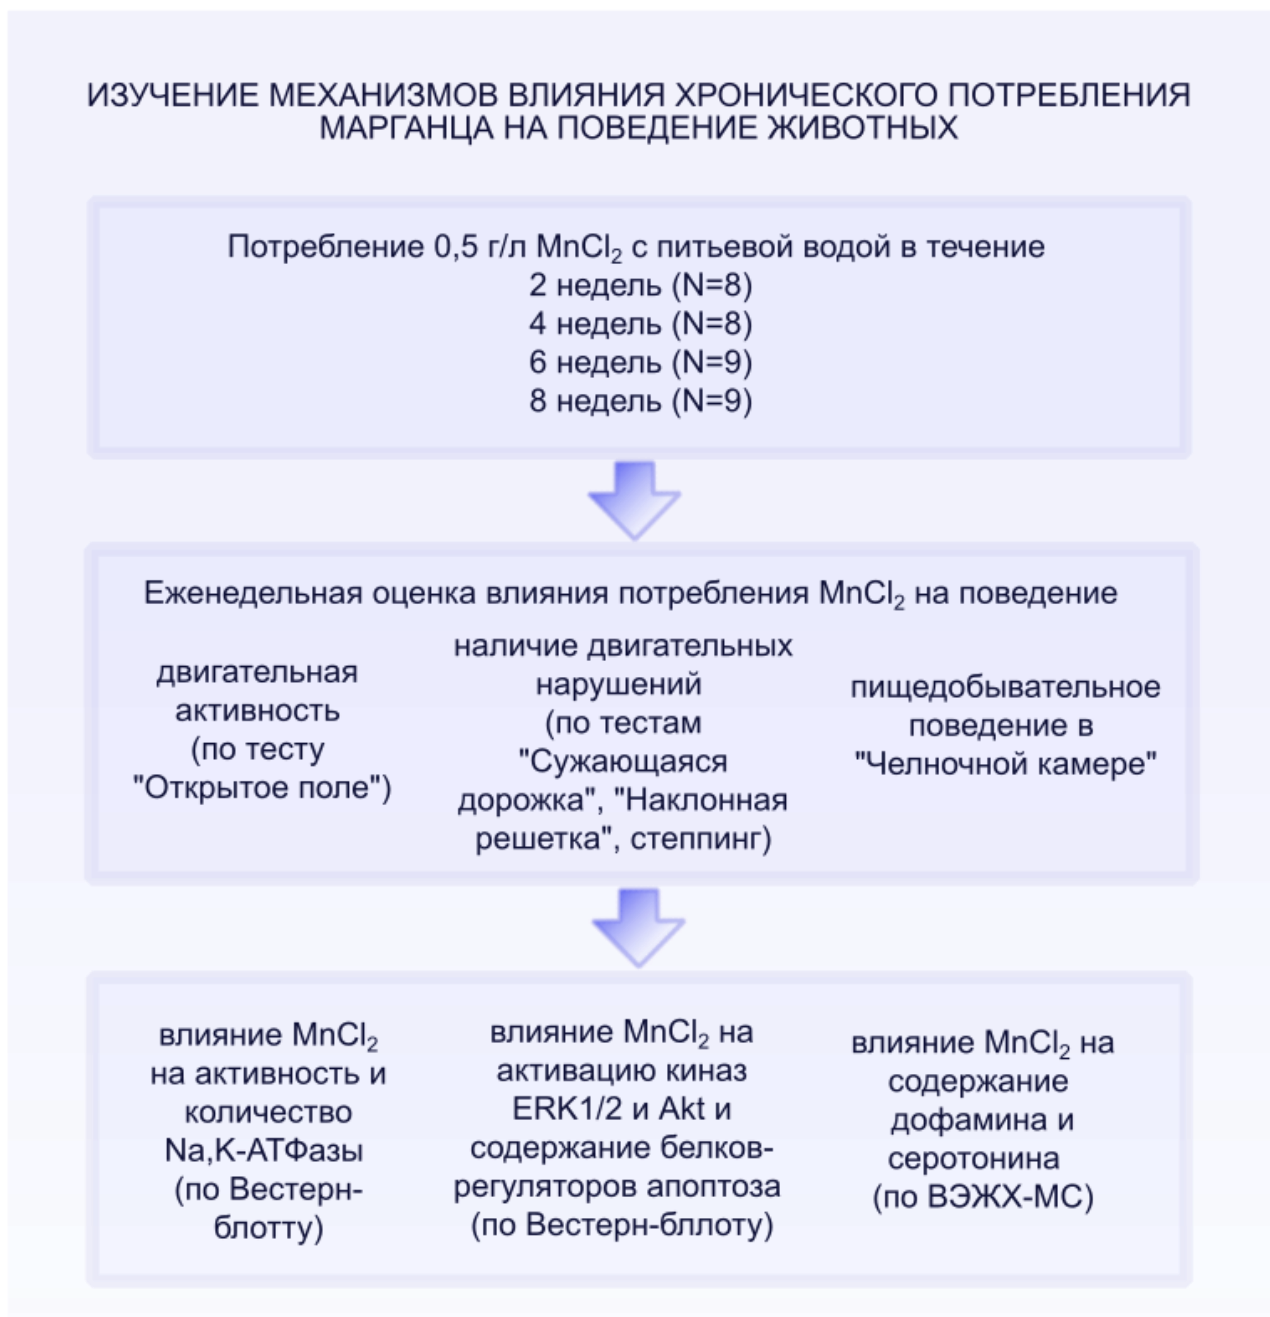 ИЗУЧЕНИЕ МЕХАНИЗМОВ ВЛИЯНИЯ ХРОНИЧЕСКОГО ПОТРЕБЛЕНИЯ
МАРГАНЦА НА ПОВЕДЕНИЕ ЖИВОТНЫХ
Потребление 0,5 г/л MnCl₂ с питьевой водой в течение
2 недель (N=8)
4 недель (N=8)
6 недель (N=9)
8 недель (N=9)
Еженедельная оценка влияния потребления MnCl₂ на поведение
двигательная
активность
(по тесту
"Открытое поле")
наличие двигательных
нарушений
(по тестам
"Сужающаяся
дорожка", "Наклонная
решетка", степпинг)
пищедобывательное
поведение в
"Челночной камере"
влияние MnCl₂
на активность и
количество
Na,K-АТФазы
(по Вестерн-
блотту)
влияние MnCl₂ на
активацию киназ
ERK1/2 и Akt и
содержание белков-
регуляторов апоптоза
(по Вестерн-бллоту)
влияние MnCl₂ на
содержание
дофамина и
серотонина
(по ВЭЖХ-МС)